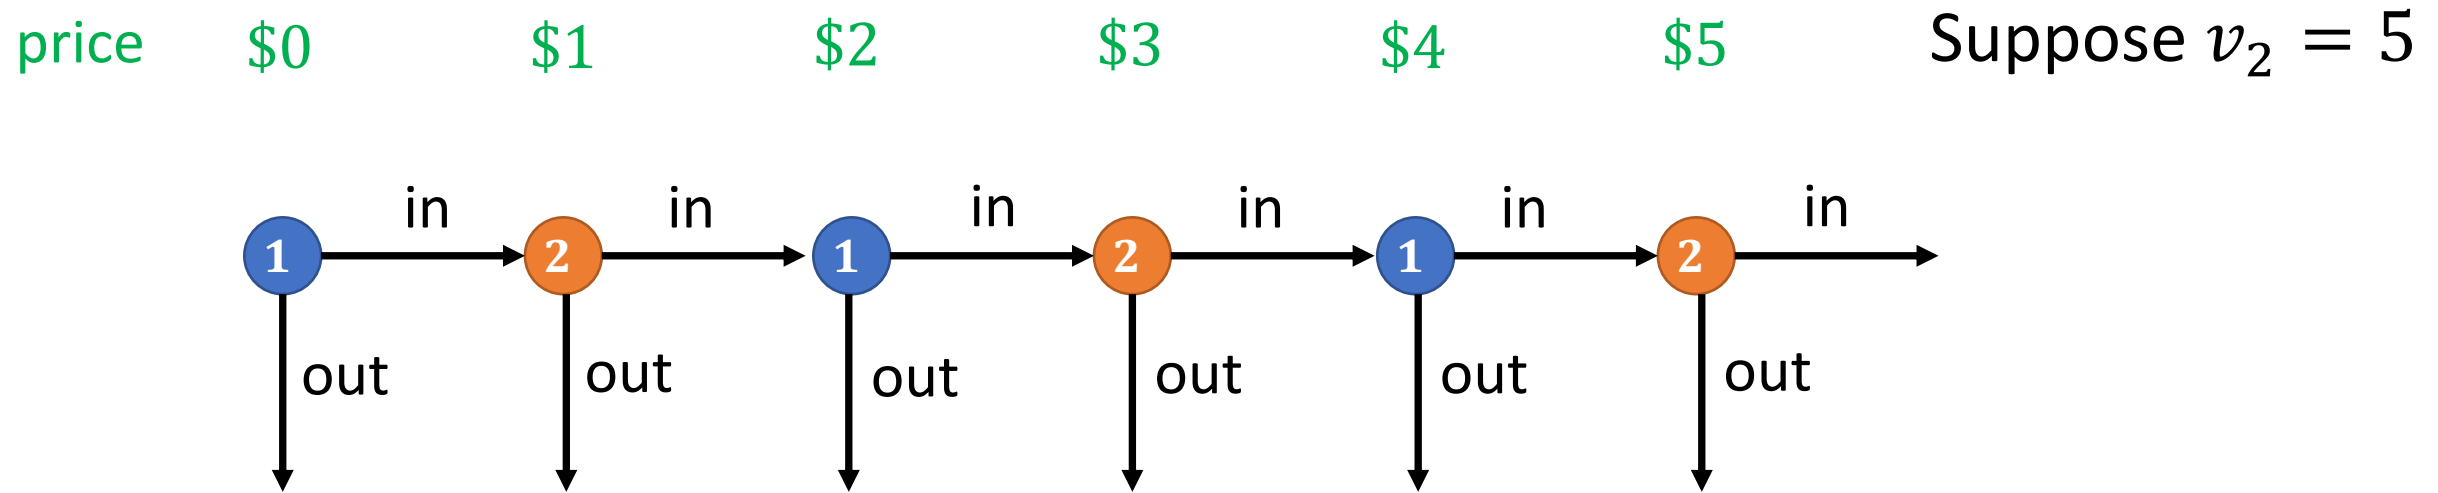 price $0 $1 $2 $3 $4 $5 Suppose v₂ = 5
in in in in in in
1 2 1 2 1 2
out out out out out out